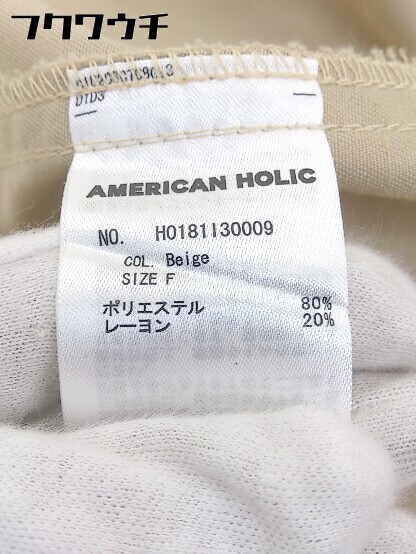 フクワウチ
D1D3
AMERICAN HOLIC
NO. H0181I30009
COL. Beige
SIZE F
ポリエステル 80%
レーヨン 20%